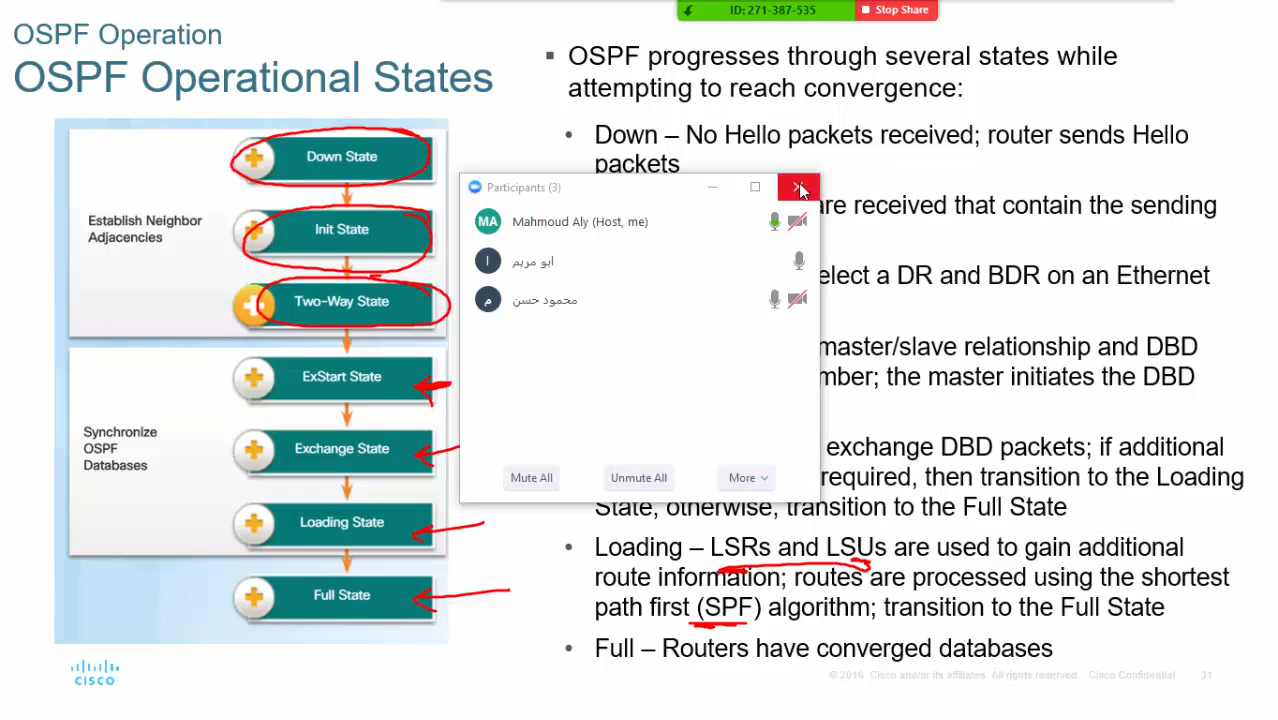 ID: 271-387-535
Stop Share
OSPF Operation
OSPF Operational States
Establish Neighbor
Adjacencies
Down State
Init State
Two-Way State
Synchronize
OSPF
Databases
ExStart State
Exchange State
Loading State
Full State
CISCO
▪ OSPF progresses through several states while
attempting to reach convergence:
• Down – No Hello packets received; router sends Hello
packets
are received that contain the sending
elect a DR and BDR on an Ethernet
master/slave relationship and DBD
mber; the master initiates the DBD
exchange DBD packets; if additional
required, then transition to the Loading
State, otherwise, transition to the Full State
• Loading – LSRs and LSUs are used to gain additional
route information; routes are processed using the shortest
path first (SPF) algorithm; transition to the Full State
• Full – Routers have converged databases
Participants (3)
MA Mahmoud Aly (Host, me)
ا ابو مريم
م محمود حسن
Mute All
Unmute All
More
© 2016 Cisco and/or its affiliates. All rights reserved. Cisco Confidential
31